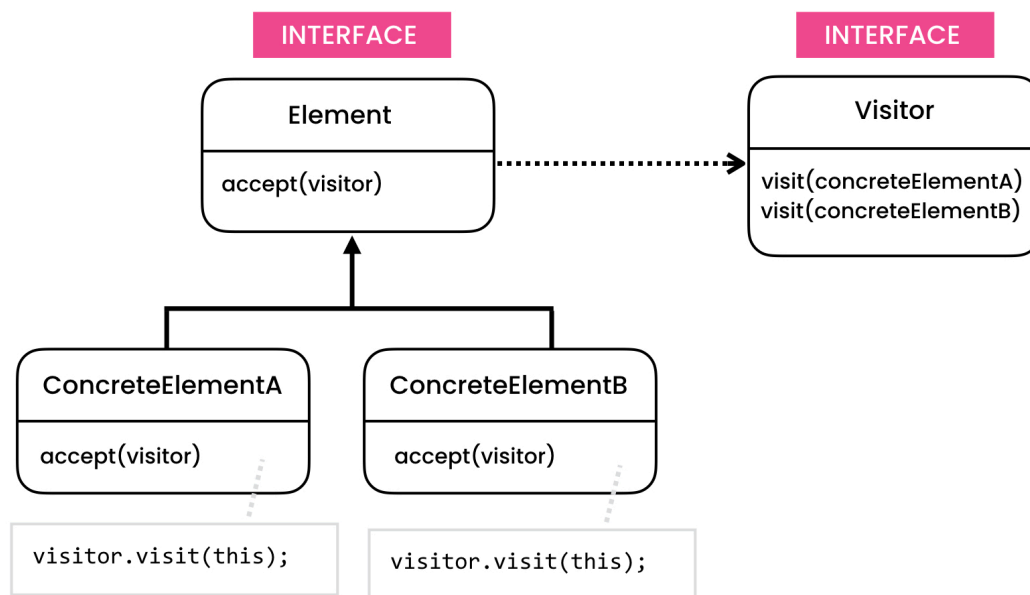 INTERFACE
INTERFACE
Element
accept(visitor)
Visitor
visit(concreteElementA)
visit(concreteElementB)
ConcreteElementA
accept(visitor)
ConcreteElementB
accept(visitor)
visitor.visit(this);
visitor.visit(this);